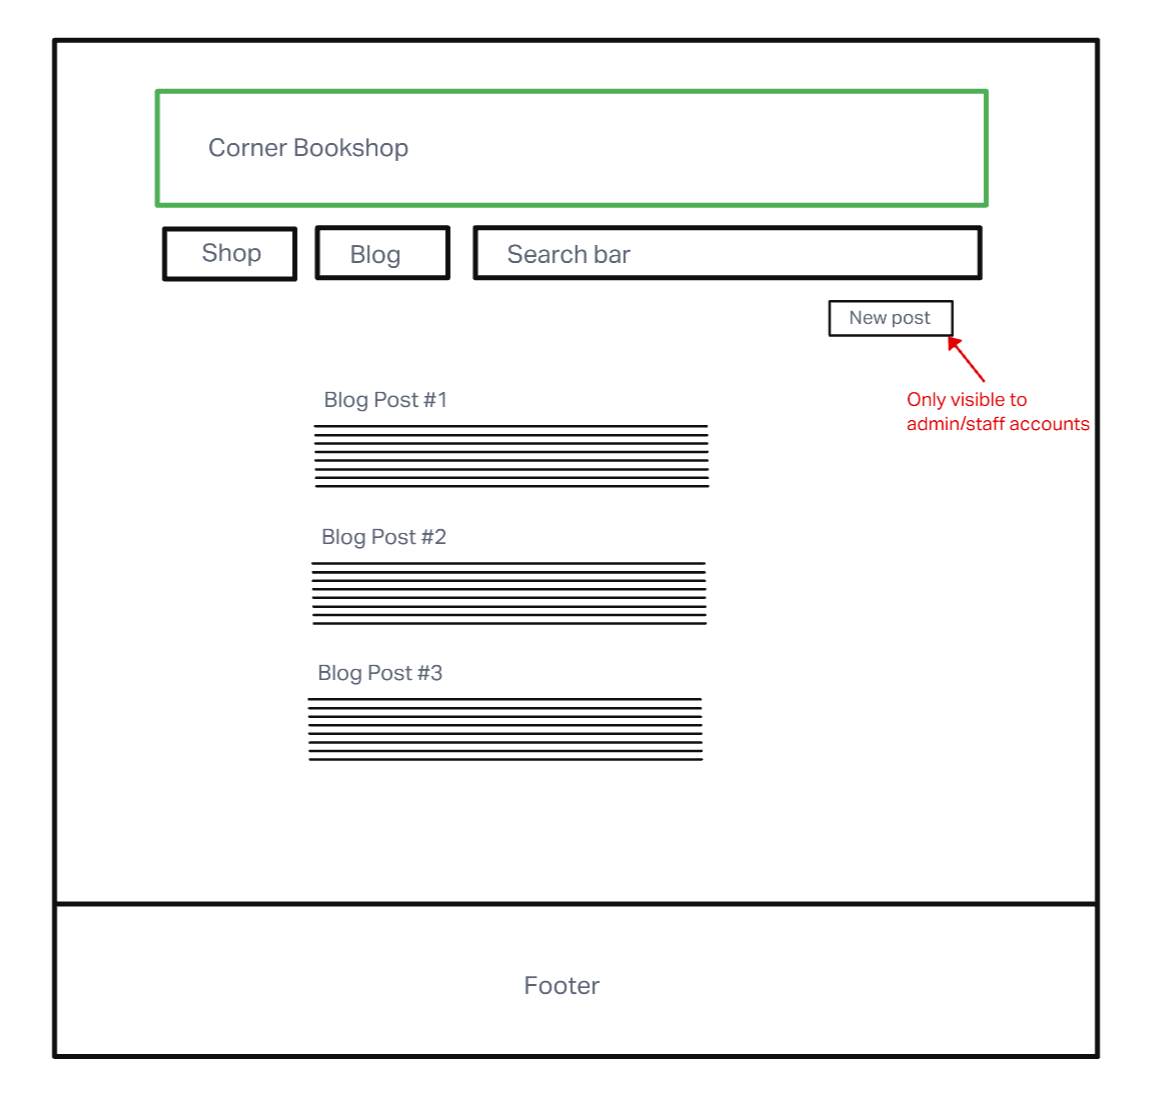 Corner Bookshop
Shop
Blog
Search bar
New post
Only visible to
admin/staff accounts
Blog Post #1
Blog Post #2
Blog Post #3
Footer